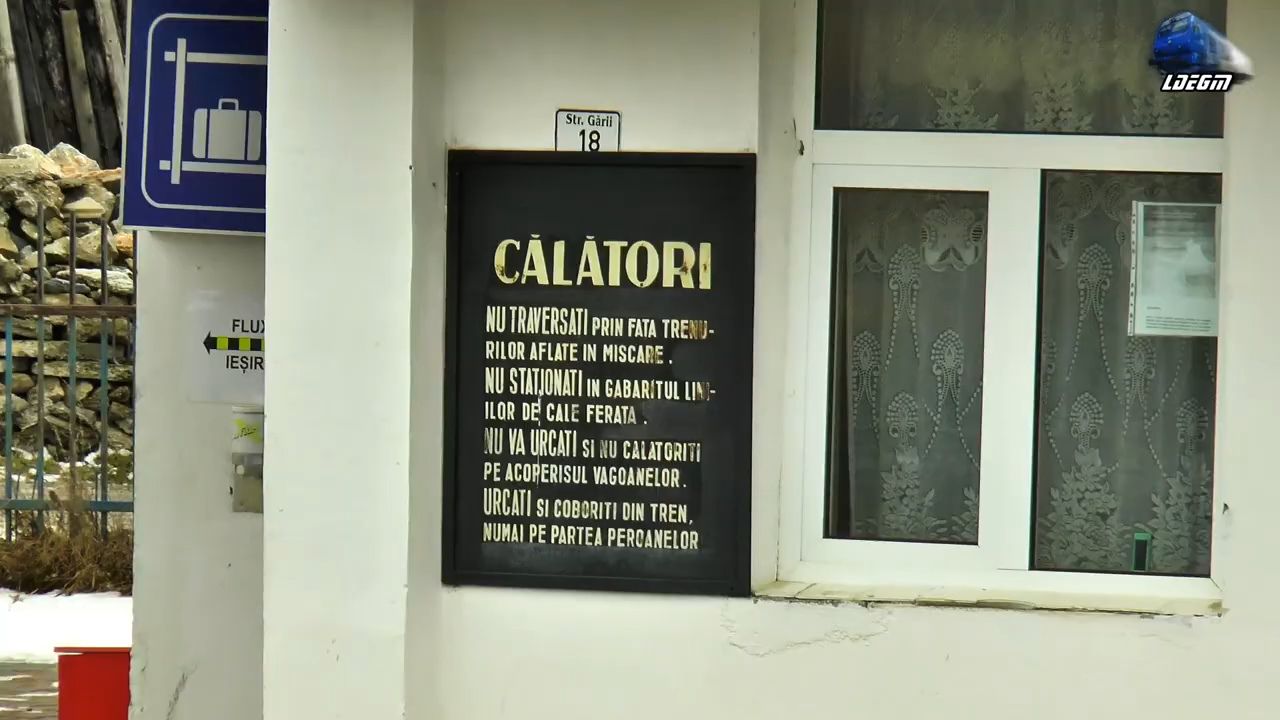 LDEGM
Str. Gării
18
CĂLĂTORI
NU TRAVERSATI PRIN FATA TRENU-
RILOR AFLATE IN MISCARE.
NU STATIONATI IN GABARITUL LINI-
ILOR DE CALE FERATA.
NU VA URCATI SI NU CALATORITI
PE ACOPERISUL VAGOANELOR.
URCATI SI COBORITI DIN TREN,
NUMAI PE PARTEA PEROANELOR
FLUX
IEȘIR